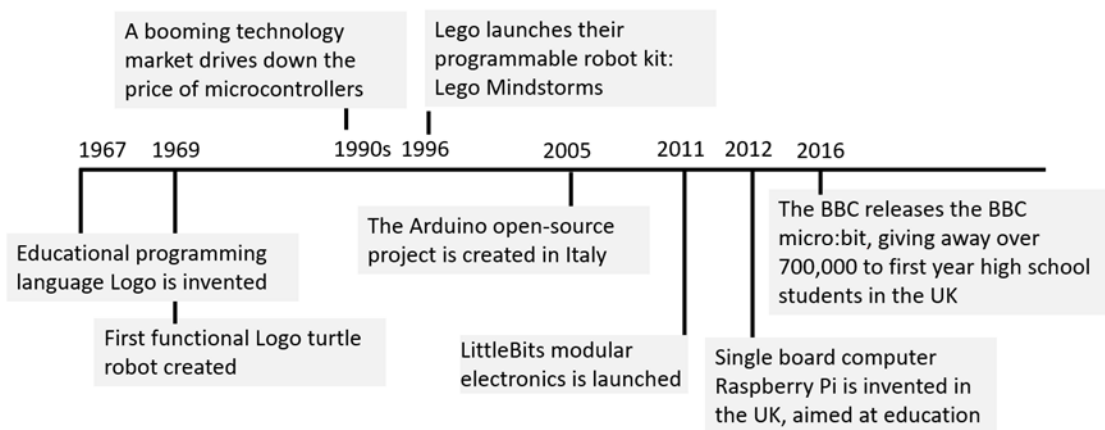 A booming technology
market drives down the
price of microcontrollers
Lego launches their
programmable robot kit:
Lego Mindstorms
1967 1969 1990s 1996 2005 2011 2012 2016
Educational programming
language Logo is invented
First functional Logo turtle
robot created
The Arduino open-source
project is created in Italy
LittleBits modular
electronics is launched
Single board computer
Raspberry Pi is invented in
the UK, aimed at education
The BBC releases the BBC
micro:bit, giving away over
700,000 to first year high school
students in the UK